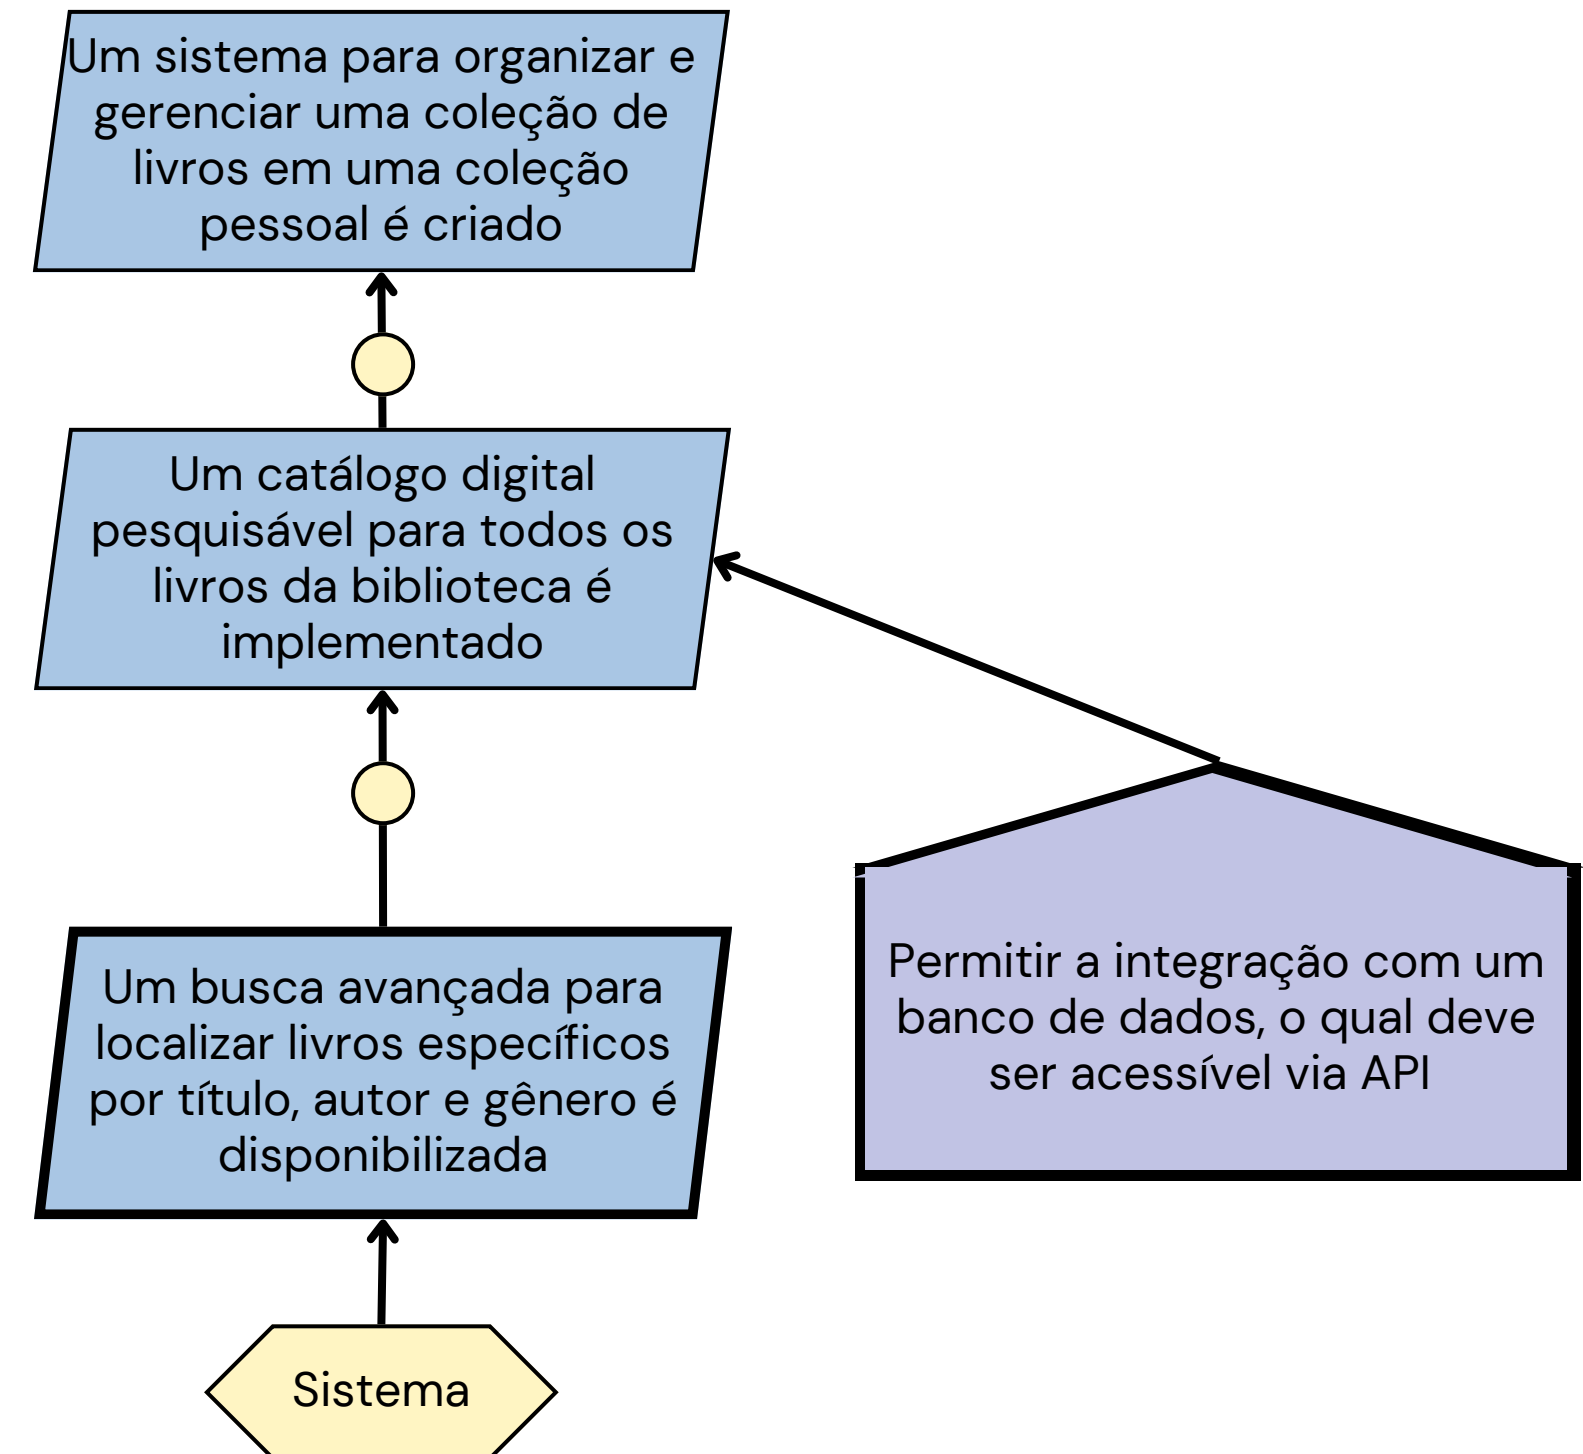 Um sistema para organizar e
gerenciar uma coleção de
livros em uma coleção
pessoal é criado
Um catálogo digital
pesquisável para todos os
livros da biblioteca é
implementado
Um busca avançada para
localizar livros específicos
por título, autor e gênero é
disponibilizada
Permitir a integração com um
banco de dados, o qual deve
ser acessível via API
Sistema